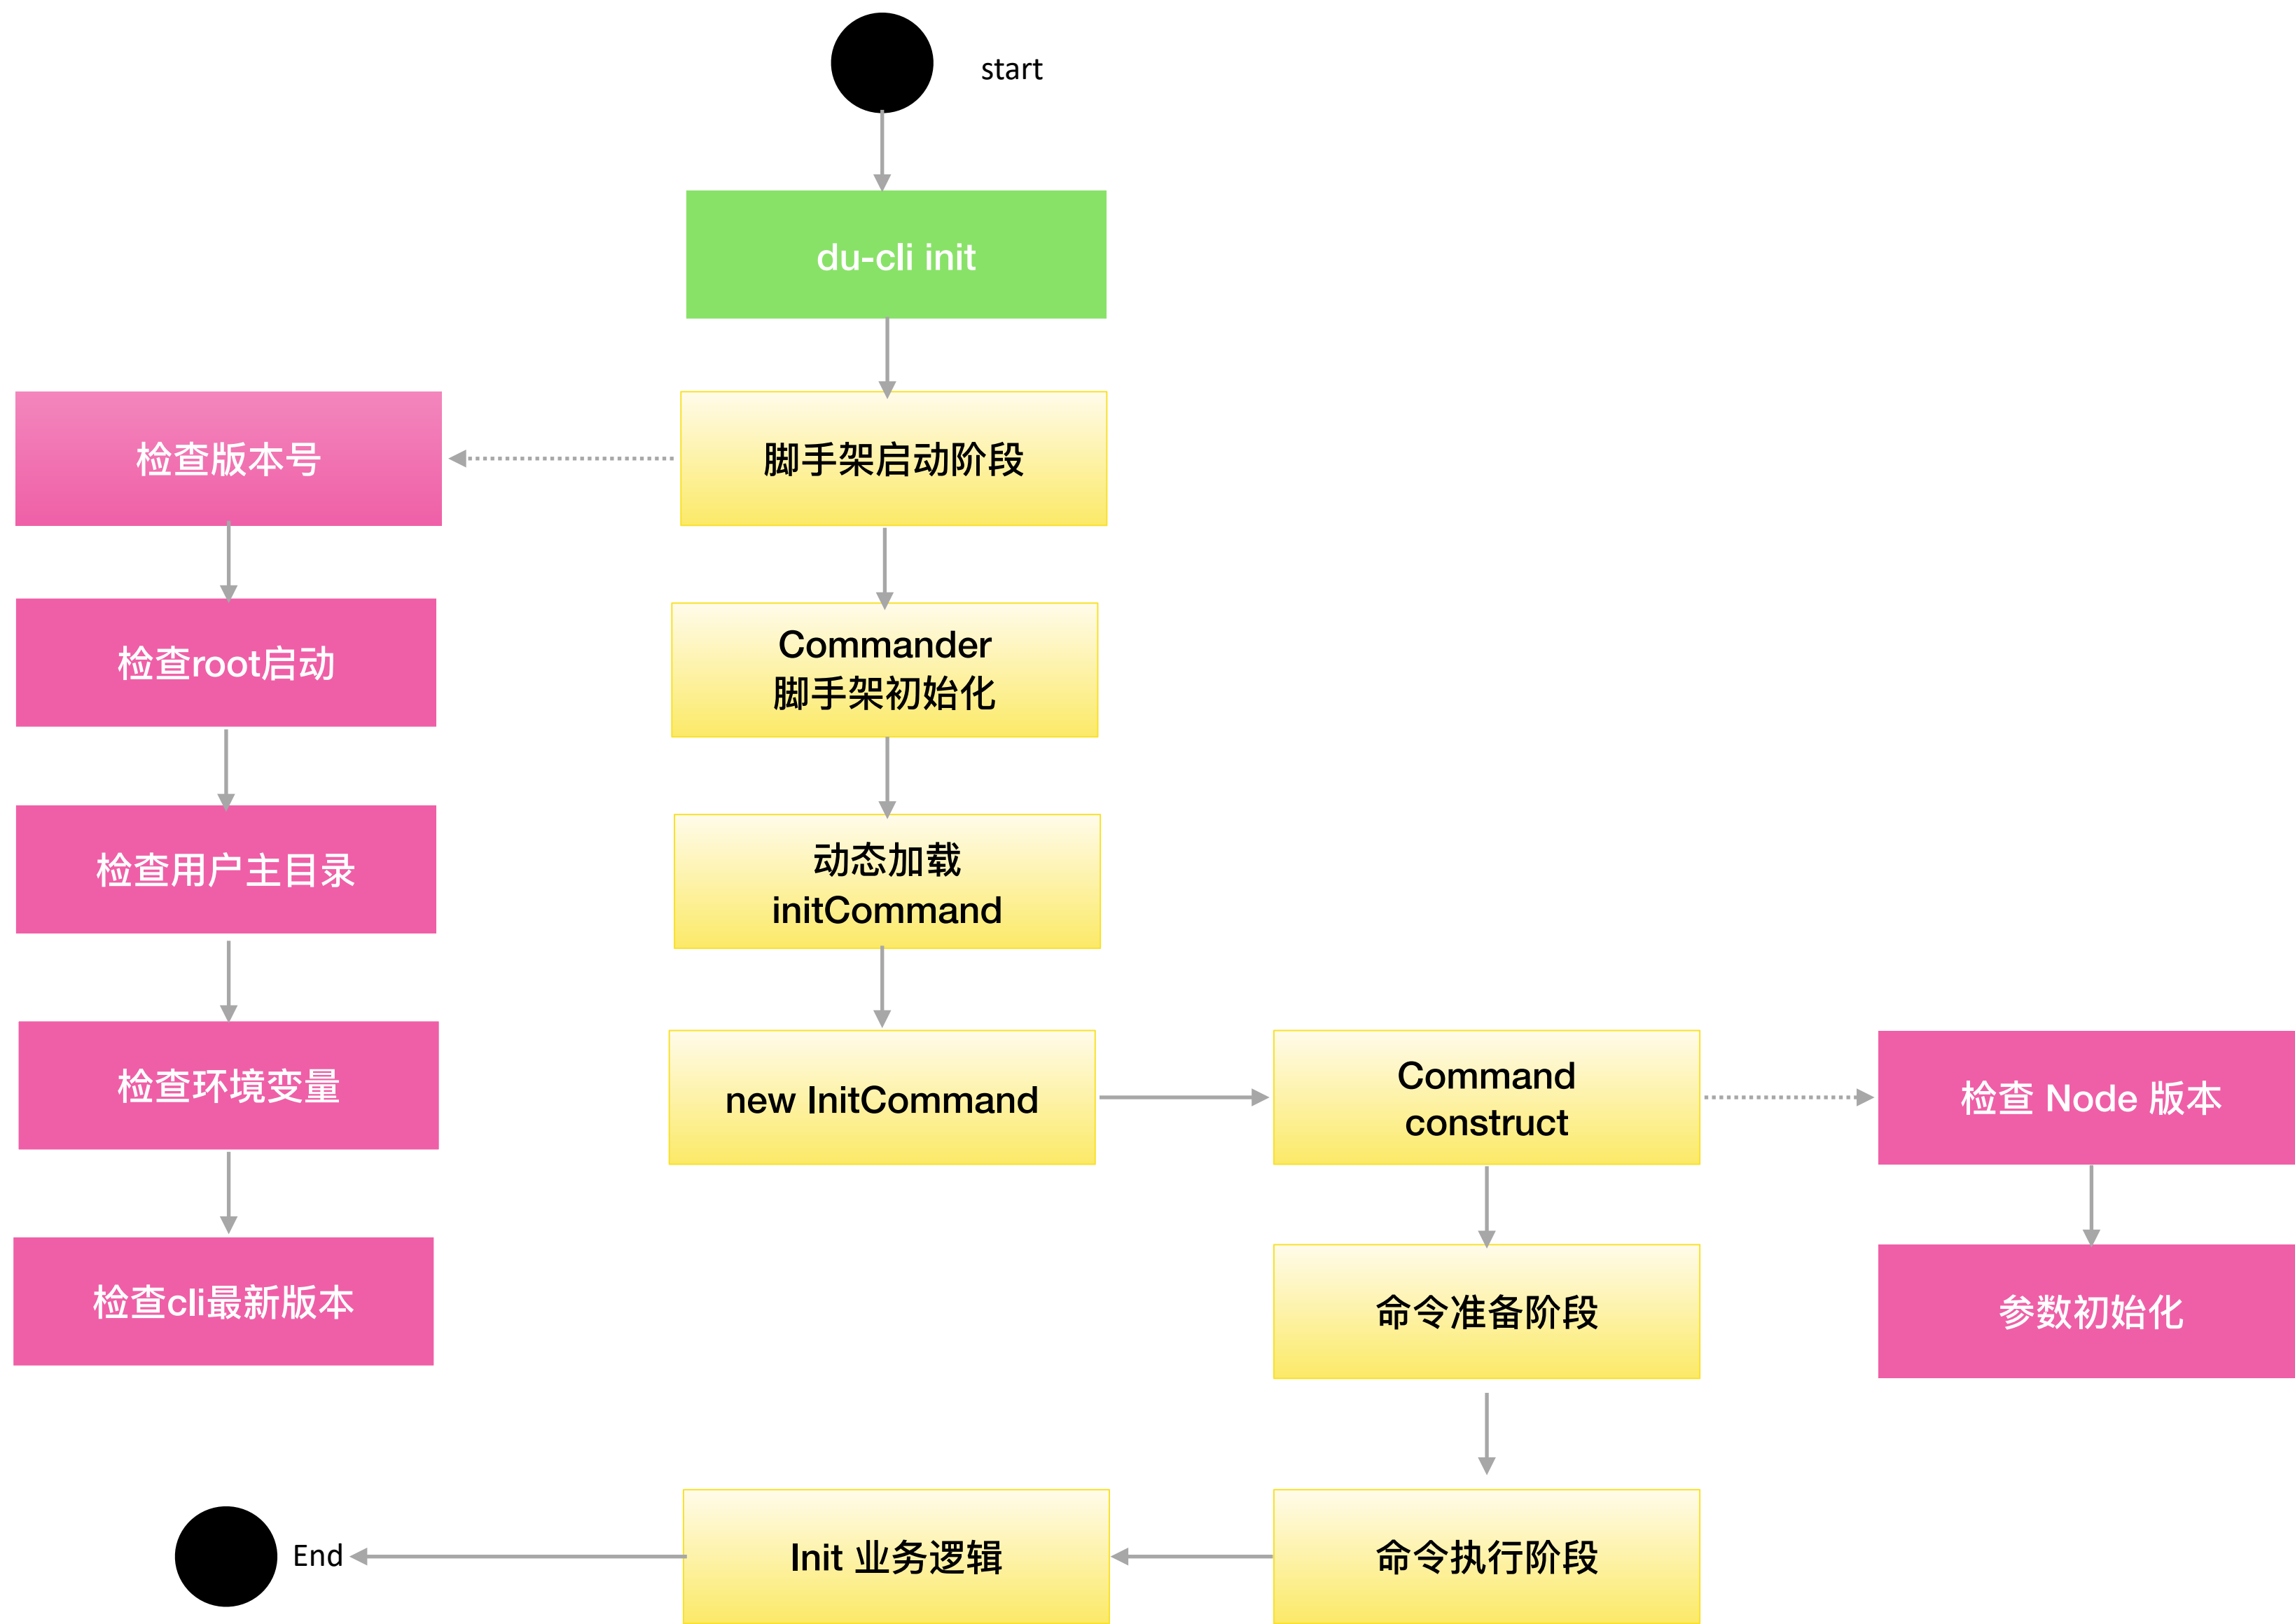 start
du-cli init
检查版本号
脚手架启动阶段
检查root启动
Commander
脚手架初始化
检查用户主目录
动态加载
initCommand
检查环境变量
new InitCommand
Command
construct
检查 Node 版本
检查cli最新版本
命令准备阶段
参数初始化
End
Init 业务逻辑
命令执行阶段